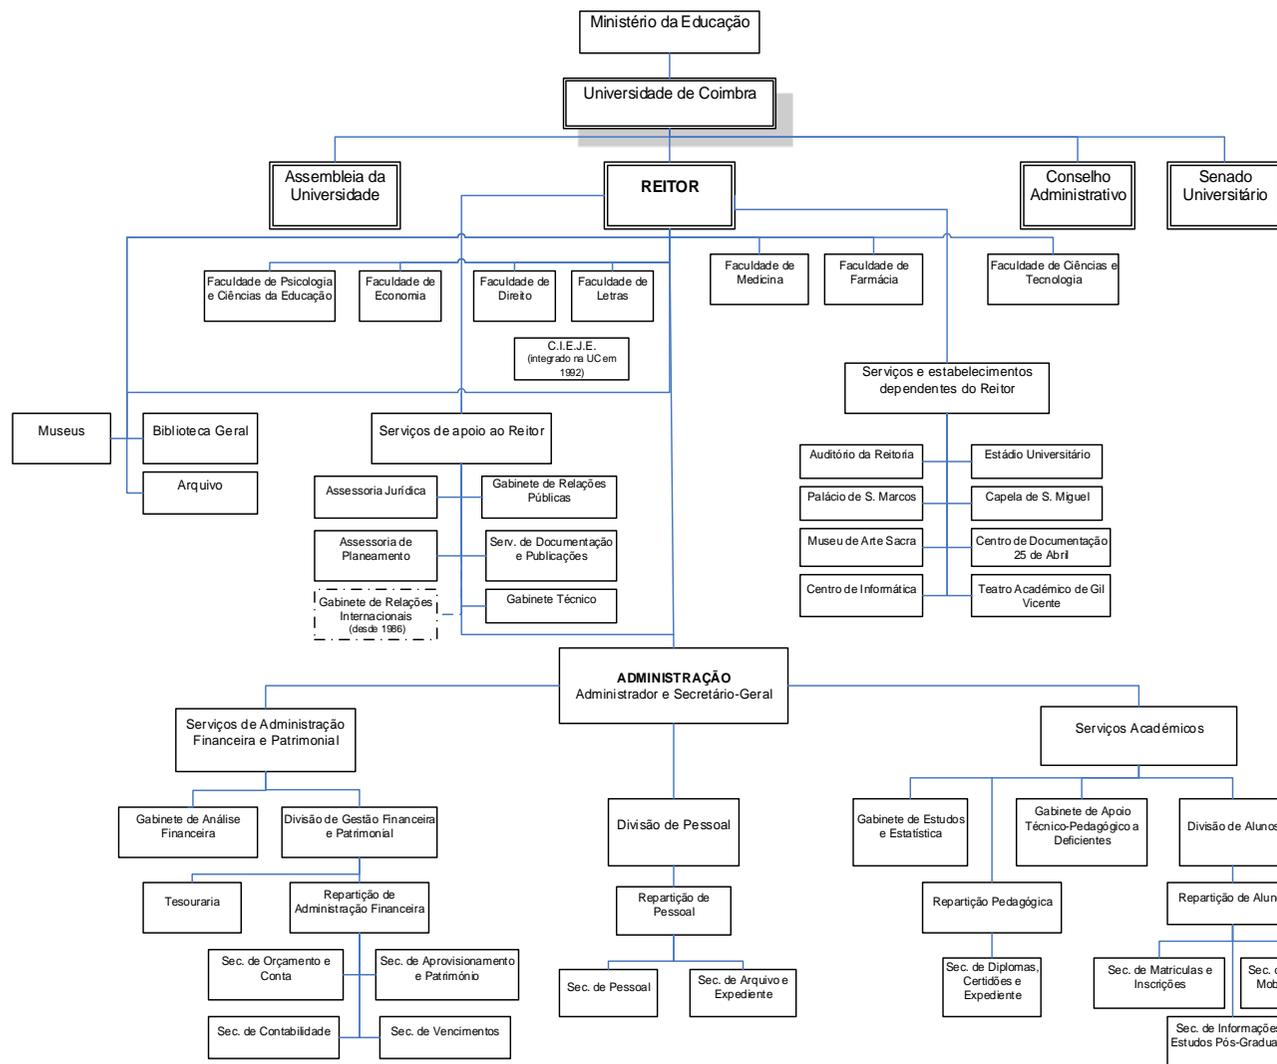 Ministério da Educação
Universidade de Coimbra
Assembleia da
Universidade
REITOR
Conselho
Administrativo
Senado
Universitário
Faculdade de
Medicina
Faculdade de
Farmácia
Faculdade de Ciências e
Tecnologia
Faculdade de Psicologia
e Ciências da Educação
Faculdade de
Economia
Faculdade de
Direito
Faculdade de
Letras
C.I.E.J.E.
(integrado na UC em
1992)
Serviços e estabelecimentos
dependentes do Reitor
Museus
Biblioteca Geral
Arquivo
Serviços de apoio ao Reitor
Assessoria Jurídica
Gabinete de Relações
Públicas
Assessoria de
Planeamento
Serv. de Documentação
e Publicações
Gabinete de Relações
Internacionais
(desde 1986)
Gabinete Técnico
Auditório da Reitoria
Estádio Universitário
Palácio de S. Marcos
Capela de S. Miguel
Museu de Arte Sacra
Centro de Documentação
25 de Abril
Centro de Informática
Teatro Académico de Gil
Vicente
ADMINISTRAÇÃO
Administrador e Secretário-Geral
Serviços de Administração
Financeira e Patrimonial
Serviços Académicos
Gabinete de Análise
Financeira
Divisão de Gestão Financeira
e Patrimonial
Divisão de Pessoal
Gabinete de Estudos
e Estatística
Gabinete de Apoio
Técnico-Pedagógico a
Deficientes
Divisão de Alunos
Tesouraria
Repartição de
Administração Financeira
Repartição de
Pessoal
Repartição Pedagógica
Repartição de
Sec. de Orçamento e
Conta
Sec. de Aprovisionamento
e Património
Sec. de Pessoal
Sec. de Arquivo e
Expediente
Sec. de Diplomas,
Certidões e
Expediente
Sec. de Matriculas e
Inscrições
Sec.
Sec. de Contabilidade
Sec. de Vencimentos
Sec. de
Estudos